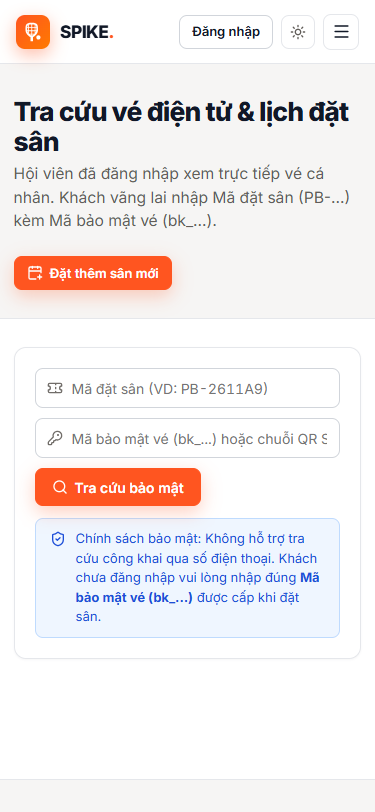 SPIKE.
Đăng nhập
Tra cứu vé điện tử & lịch đặt
sân
Hội viên đã đăng nhập xem trực tiếp vé cá
nhân. Khách vãng lai nhập Mã đặt sân (PB-...)
kèm Mã bảo mật vé (bk_...).
Đặt thêm sân mới
Mã đặt sân (VD: PB-2611A9)
Mã bảo mật vé (bk_...) hoặc chuỗi QR S
Tra cứu bảo mật
Chính sách bảo mật: Không hỗ trợ tra
cứu công khai qua số điện thoại. Khách
chưa đăng nhập vui lòng nhập đúng Mã
bảo mật vé (bk_...) được cấp khi đặt
sân.